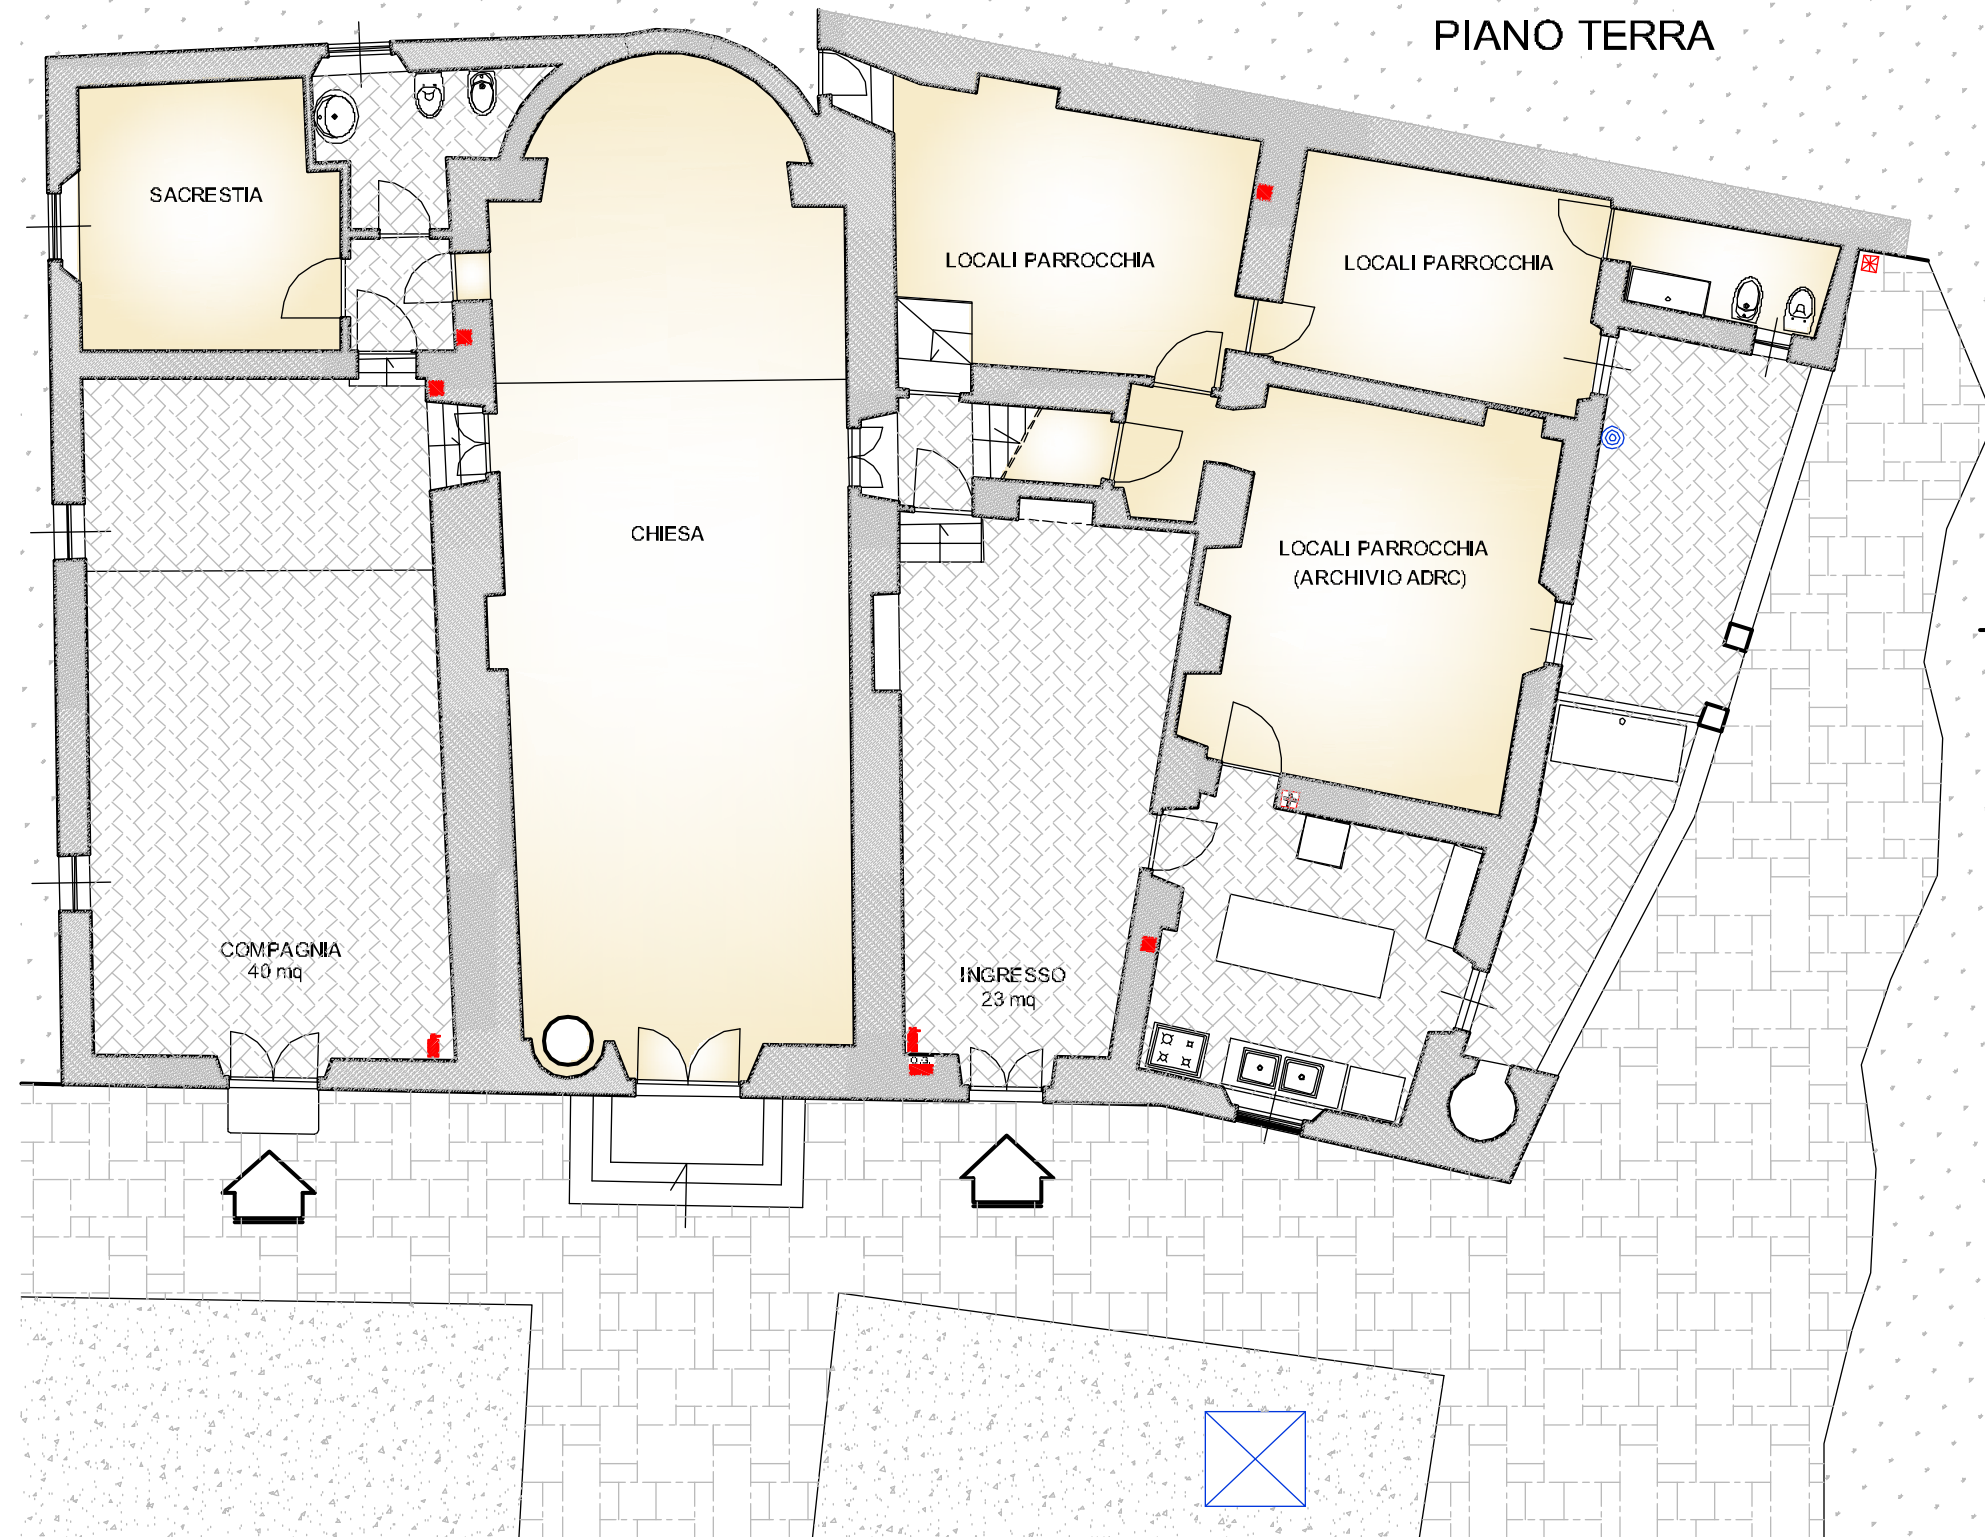 PIANO TERRA
SACRESTIA
LOCALI PARROCCHIA
LOCALI PARROCCHIA
CHIESA
LOCALI PARROCCHIA
(ARCHIVIO ADRC)
COMPAGNIA
40 mq
INGRESSO
23 mq